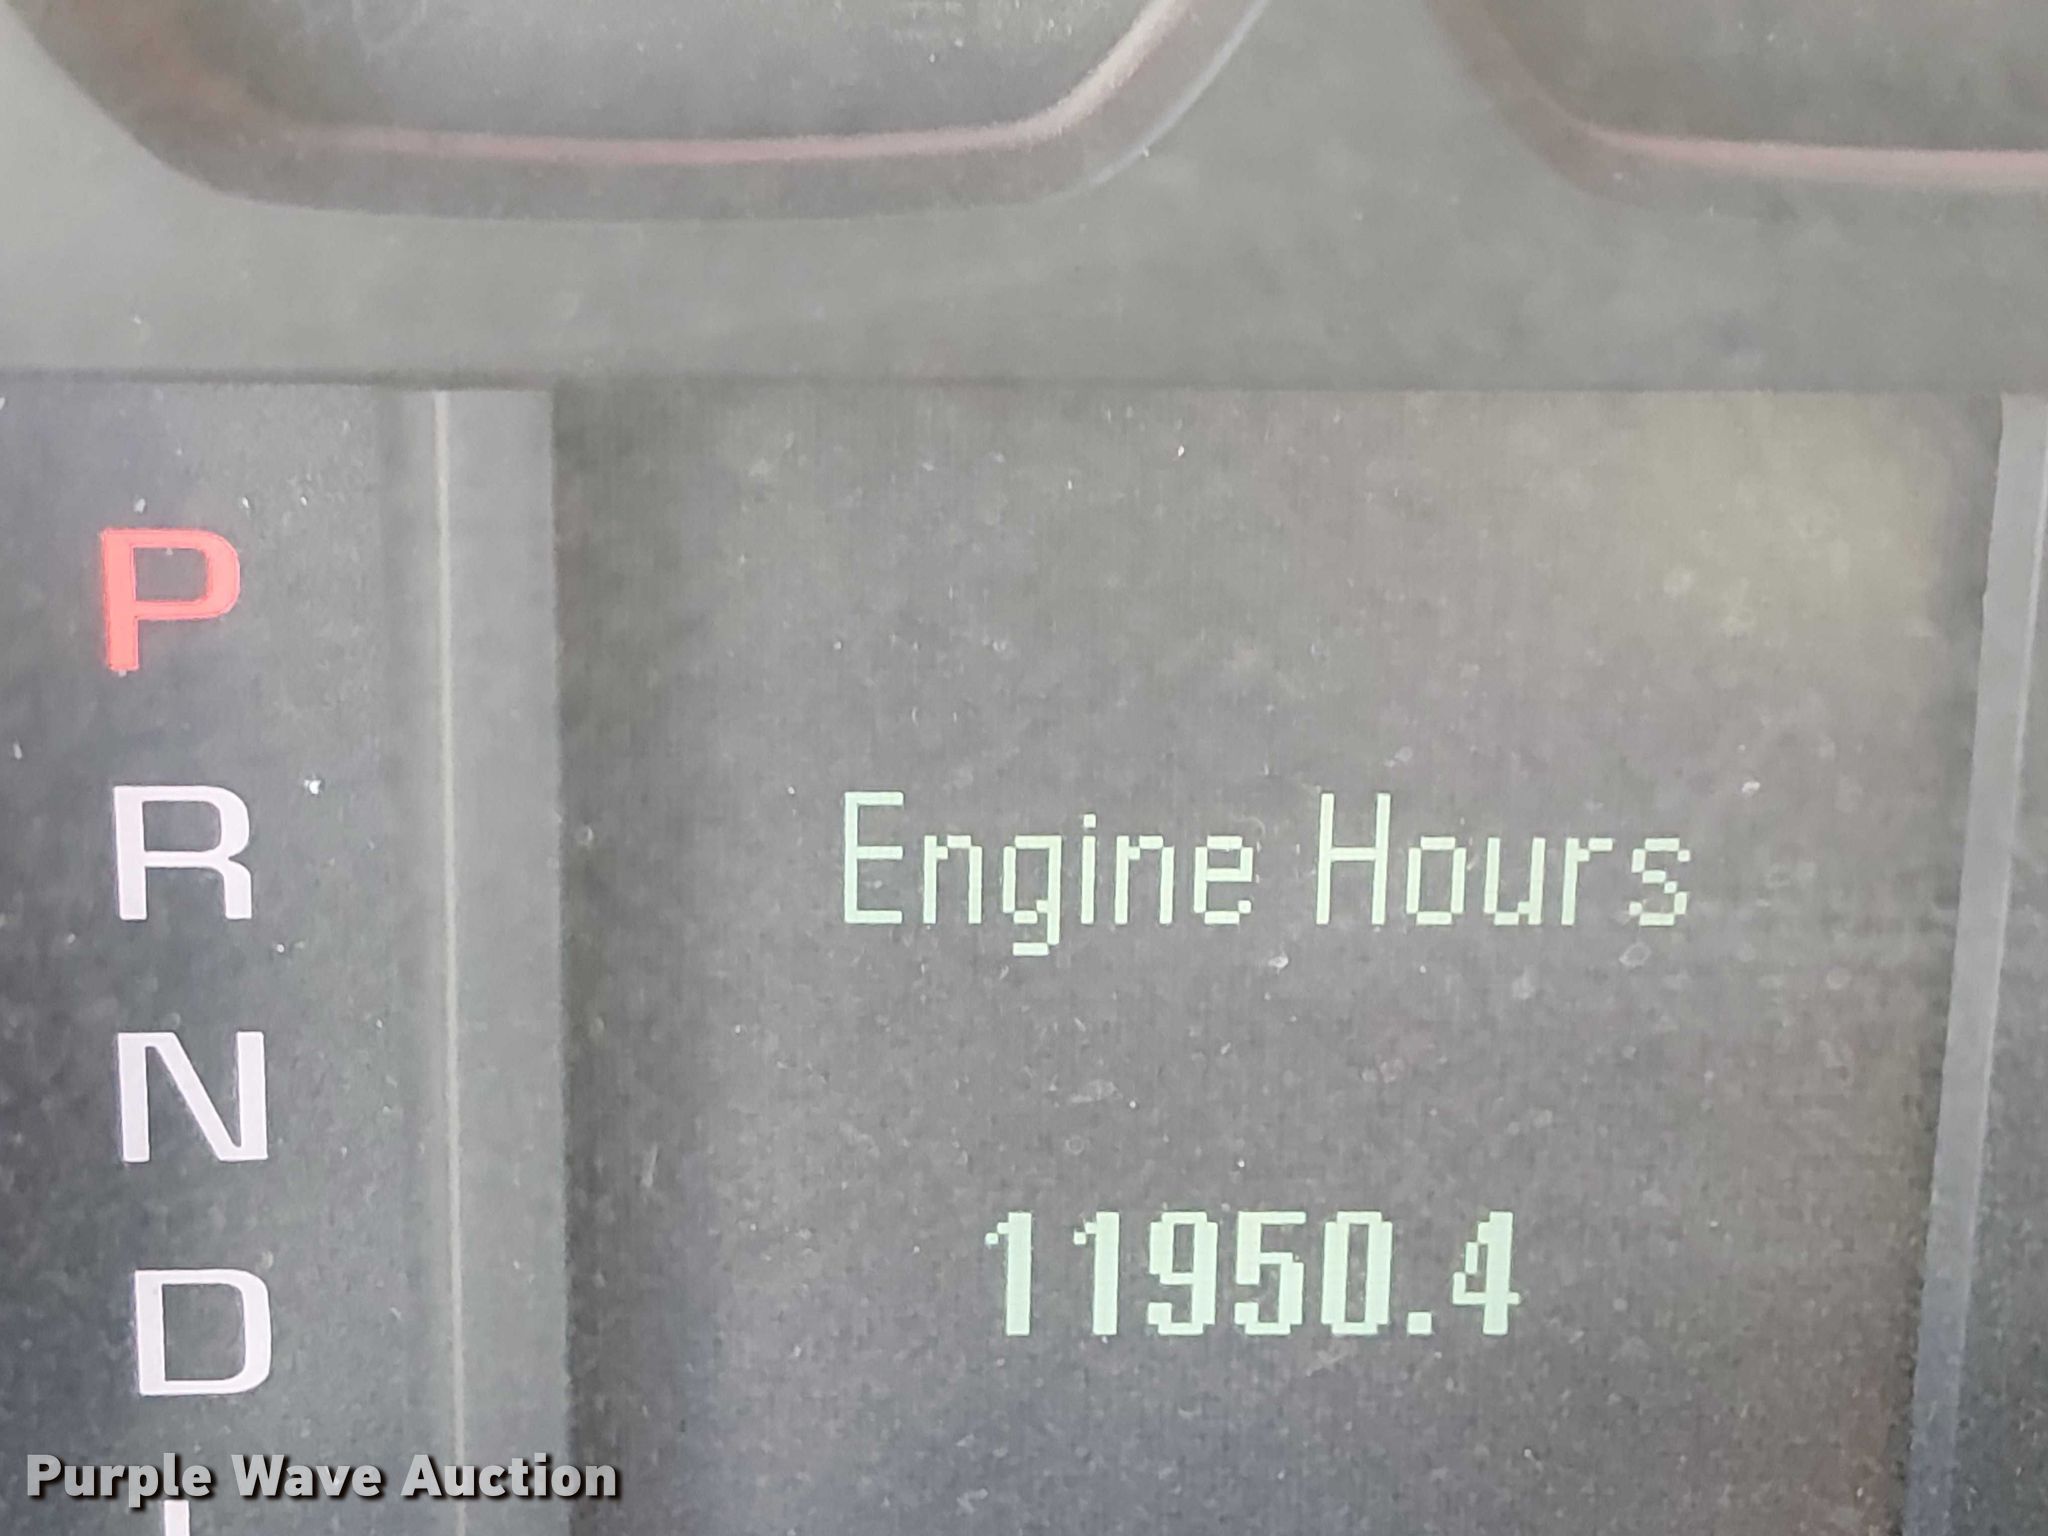 P
R
N
D
Engine Hours
11950.4
Purple Wave Auction